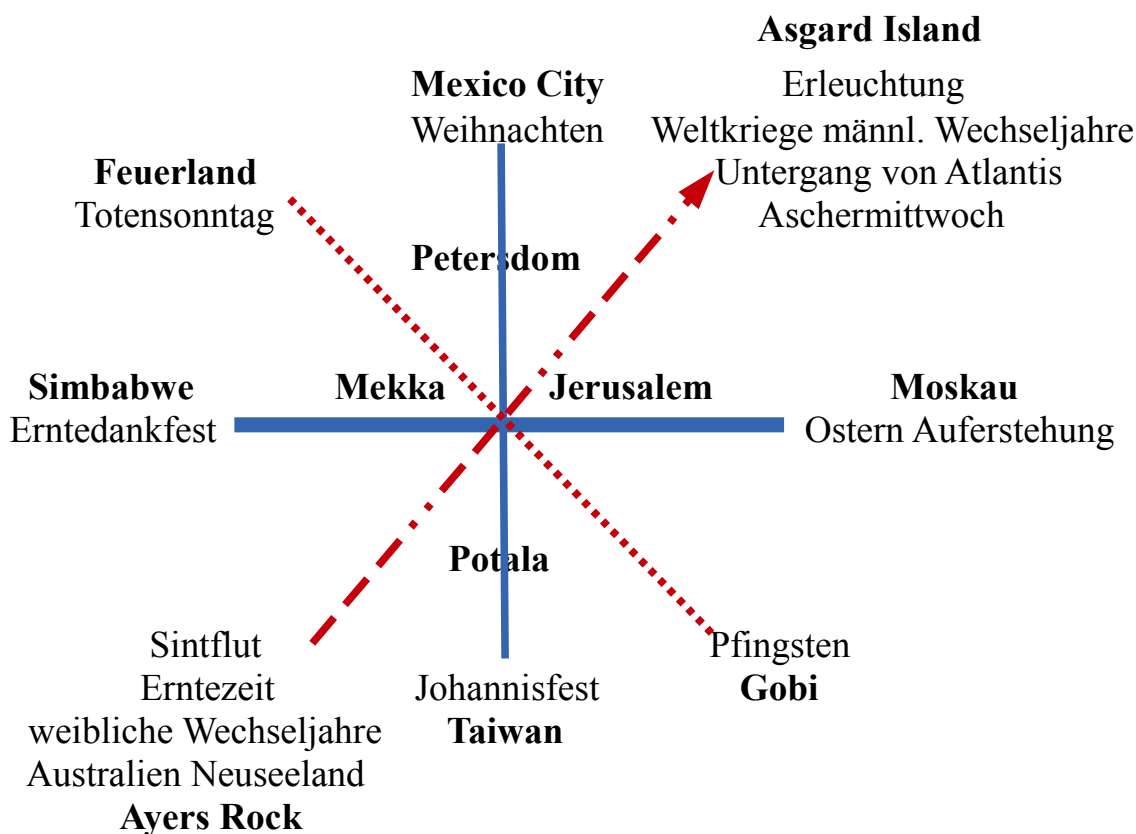 Asgard Island
Erleuchtung
Weltkriege männl. Wechseljahre
Untergang von Atlantis
Aschermittwoch
Mexico City
Weihnachten
Feuerland
Totensonntag
Petersdom
Simbabwe
Erntedankfest
Mekka
Jerusalem
Moskau
Ostern Auferstehung
Potala
Sintflut
Erntezeit
weibliche Wechseljahre
Australien Neuseeland
Ayers Rock
Johannisfest
Taiwan
Pfingsten
Gobi